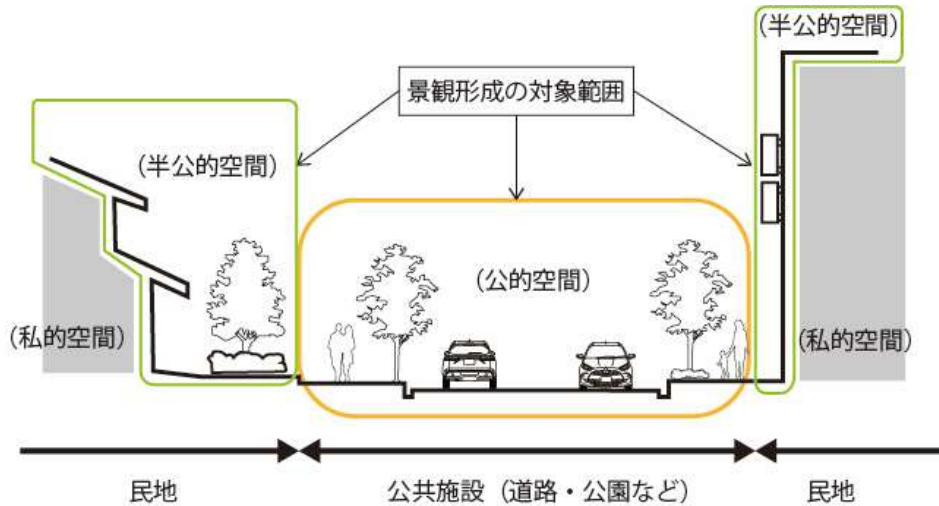 （半公的空間）
景観形成の対象範囲
（半公的空間）
（公的空間）
（私的空間）
（私的空間）
民地
公共施設（道路・公園など）
民地